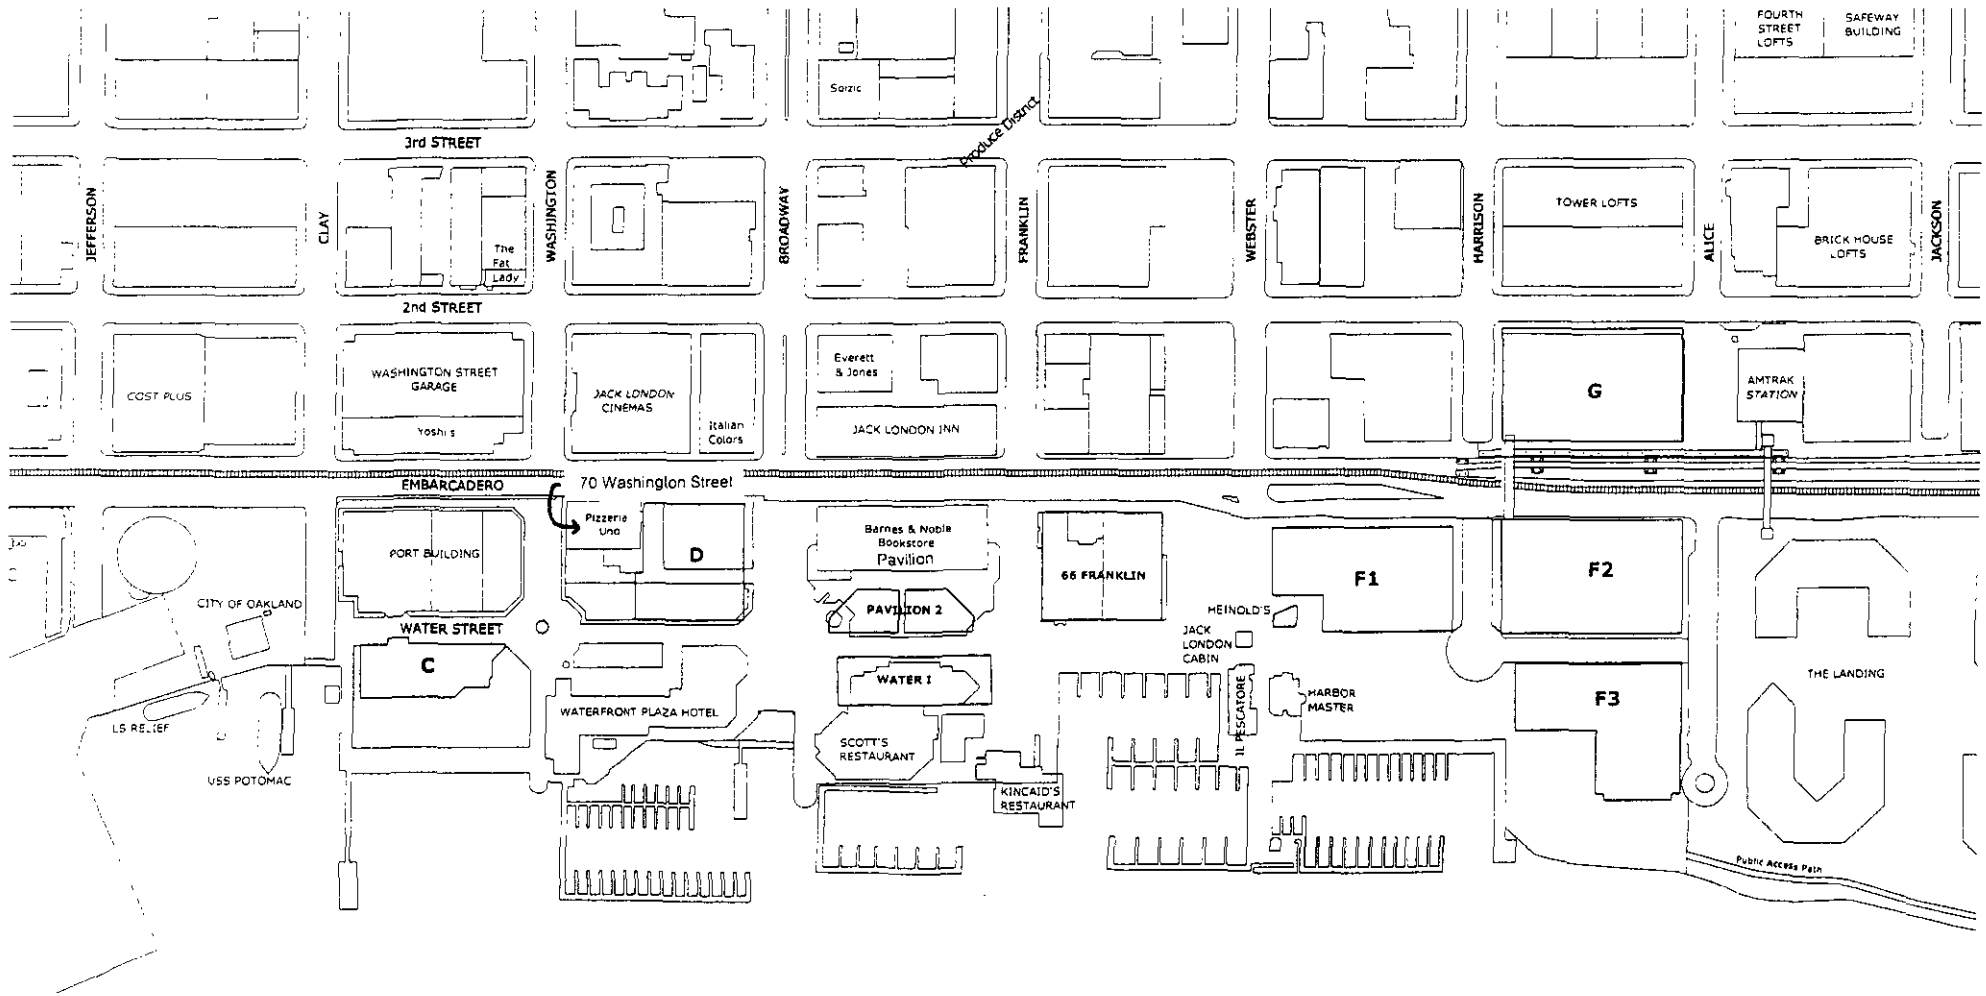 FOURTH
STREET
LOFTS
SAFEWAY
BUILDING
Sorzic
Produce District
3rd STREET
JEFFERSON
CLAY
WASHINGTON
BROADWAY
FRANKLIN
WEBSTER
HARRISON
ALICE
JACKSON
TOWER LOFTS
BRICK HOUSE
LOFTS
The
Fat
Lady
2nd STREET
COST PLUS
WASHINGTON STREET
GARAGE
Yoshi's
JACK LONDON
CINEMAS
Italian
Colors
Everett
& Jones
JACK LONDON INN
G
AMTRAK
STATION
EMBARCADERO
70 Washington Street
PORT BUILDING
Pizzeria
Uno
D
Barnes & Noble
Bookstore
Pavilion
PAVILION 2
66 FRANKLIN
F1
F2
CITY OF OAKLAND
WATER STREET
C
HEINOLD'S
JACK
LONDON
CABIN
WATER I
IL PESCATORE
HARBOR
MASTER
F3
THE LANDING
LS RELIEF
USS POTOMAC
WATERFRONT PLAZA HOTEL
SCOTT'S
RESTAURANT
KINCAID'S
RESTAURANT
Public Access Path